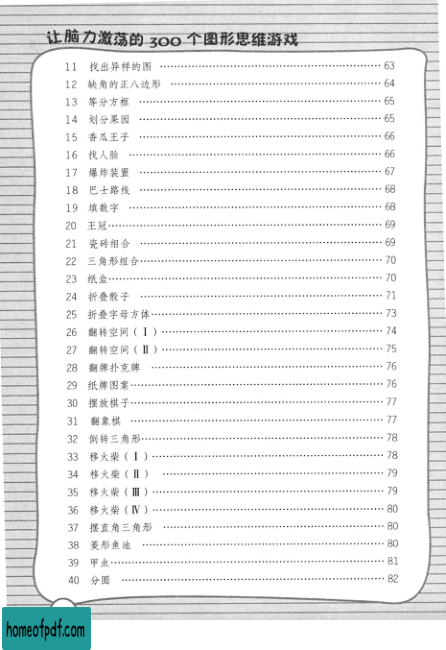 让脑力激荡的 300 个图形思维游戏
11 找出异样的图 …… 63
12 缺角的正八边形 …… 64
13 等分方框 …… 65
14 划分果园 …… 65
15 香瓜王子 …… 66
16 找人脸 …… 66
17 爆炸装置 …… 67
18 巴士路线 …… 68
19 填数字 …… 68
20 王冠 …… 69
21 瓷砖组合 …… 69
22 三角形组合 …… 70
23 纸盒 …… 70
24 折叠骰子 …… 71
25 折叠字母方体 …… 73
26 翻转空间(Ⅰ) …… 74
27 翻转空间(Ⅱ) …… 75
28 翻牌扑克牌 …… 76
29 纸牌图案 …… 76
30 摆放棋子 …… 77
31 翻象棋 …… 77
32 倒转三角形 …… 78
33 移火柴(Ⅰ) …… 78
34 移火柴(Ⅱ) …… 79
35 移火柴(Ⅲ) …… 79
36 移火柴(Ⅳ) …… 80
37 摆直角三角形 …… 80
38 菱形鱼池 …… 80
39 甲虫 …… 81
40 分圆 …… 82
homeofpdf.com